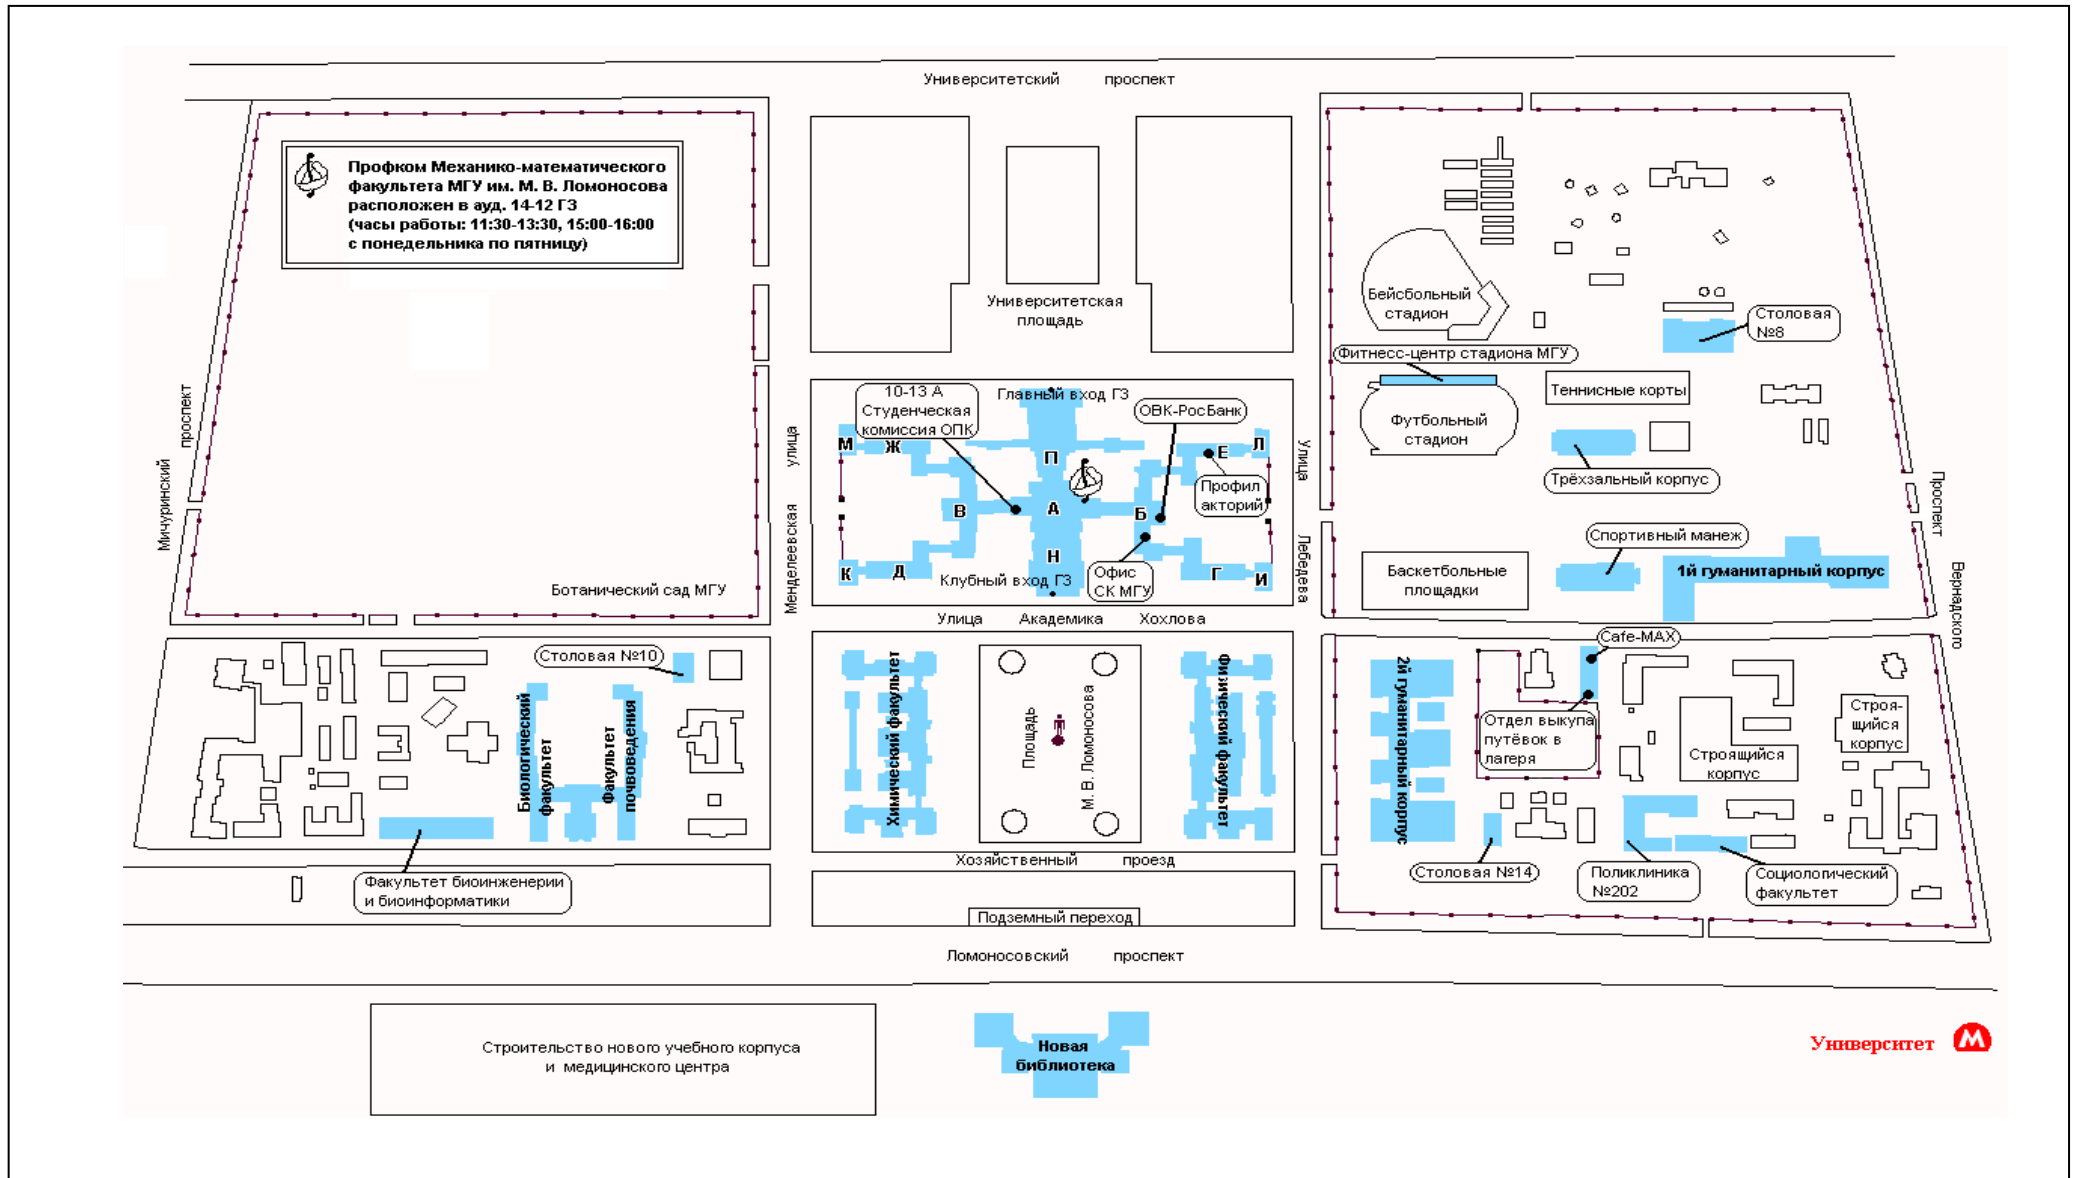 Университетский проспект
Профком Механико-математического
факультета МГУ им. М. В. Ломоносова
расположен в ауд. 14-12 ГЗ
(часы работы: 11:30-13:30, 15:00-16:00
с понедельника по пятницу)
Университетская
площадь
Бейсбольный
стадион
Столовая
№8
Фитнесс-центр стадиона МГУ
Теннисные корты
Футбольный
стадион
Трёхзальный корпус
Спортивный манеж
Баскетбольные
площадки
1й гуманитарный корпус
10-13 А
Студенческая
комиссия ОПК
Главный вход ГЗ
ОВК-РосБанк
М
Ж
П
Е
Л
Профил
акторий
В
А
Б
Н
К
Д
Клубный вход ГЗ
Офис
СК МГУ
Г
И
Мичуринский проспект
Менделеевская улица
Улица Лебедева
Проспект Вернадского
Ботанический сад МГУ
Улица Академика Хохлова
Столовая №10
Биологический
факультет
Факультет
почвоведения
Химический факультет
Площадь
М. В. Ломоносова
Физический факультет
2й гуманитарный корпус
Cafe-MAX
Отдел выкупа
путёвок в
лагеря
Строящийся
корпус
Строя-
щийся
корпус
Факультет биоинженерии
и биоинформатики
Хозяйственный проезд
Столовая №14
Поликлиника
№202
Социологический
факультет
Подземный переход
Ломоносовский проспект
Строительство нового учебного корпуса
и медицинского центра
Новая
библиотека
Университет М